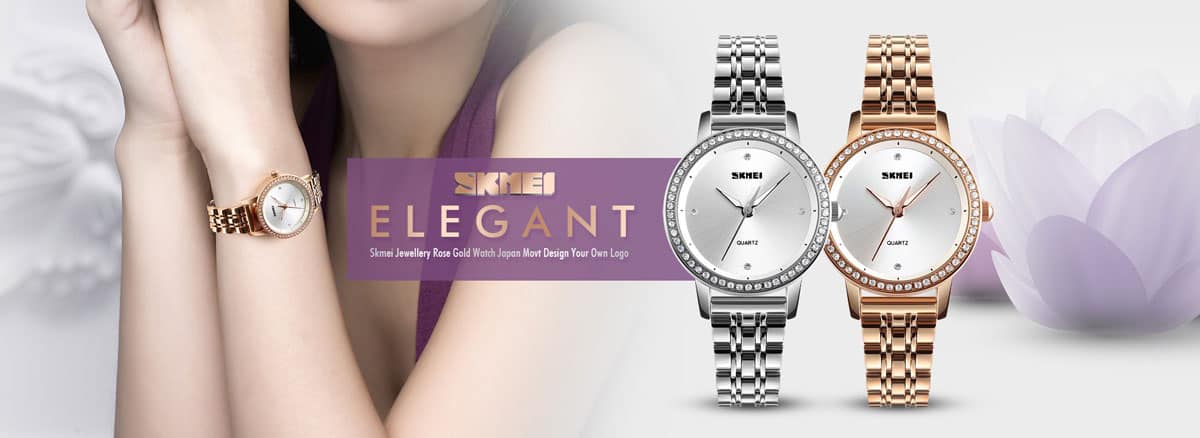 SKMEI
ELEGANT
Skmei Jewellery Rose Gold Watch Japan Movt Design Your Own Logo
SKMEI
QUARTZ
SKMEI
QUARTZ